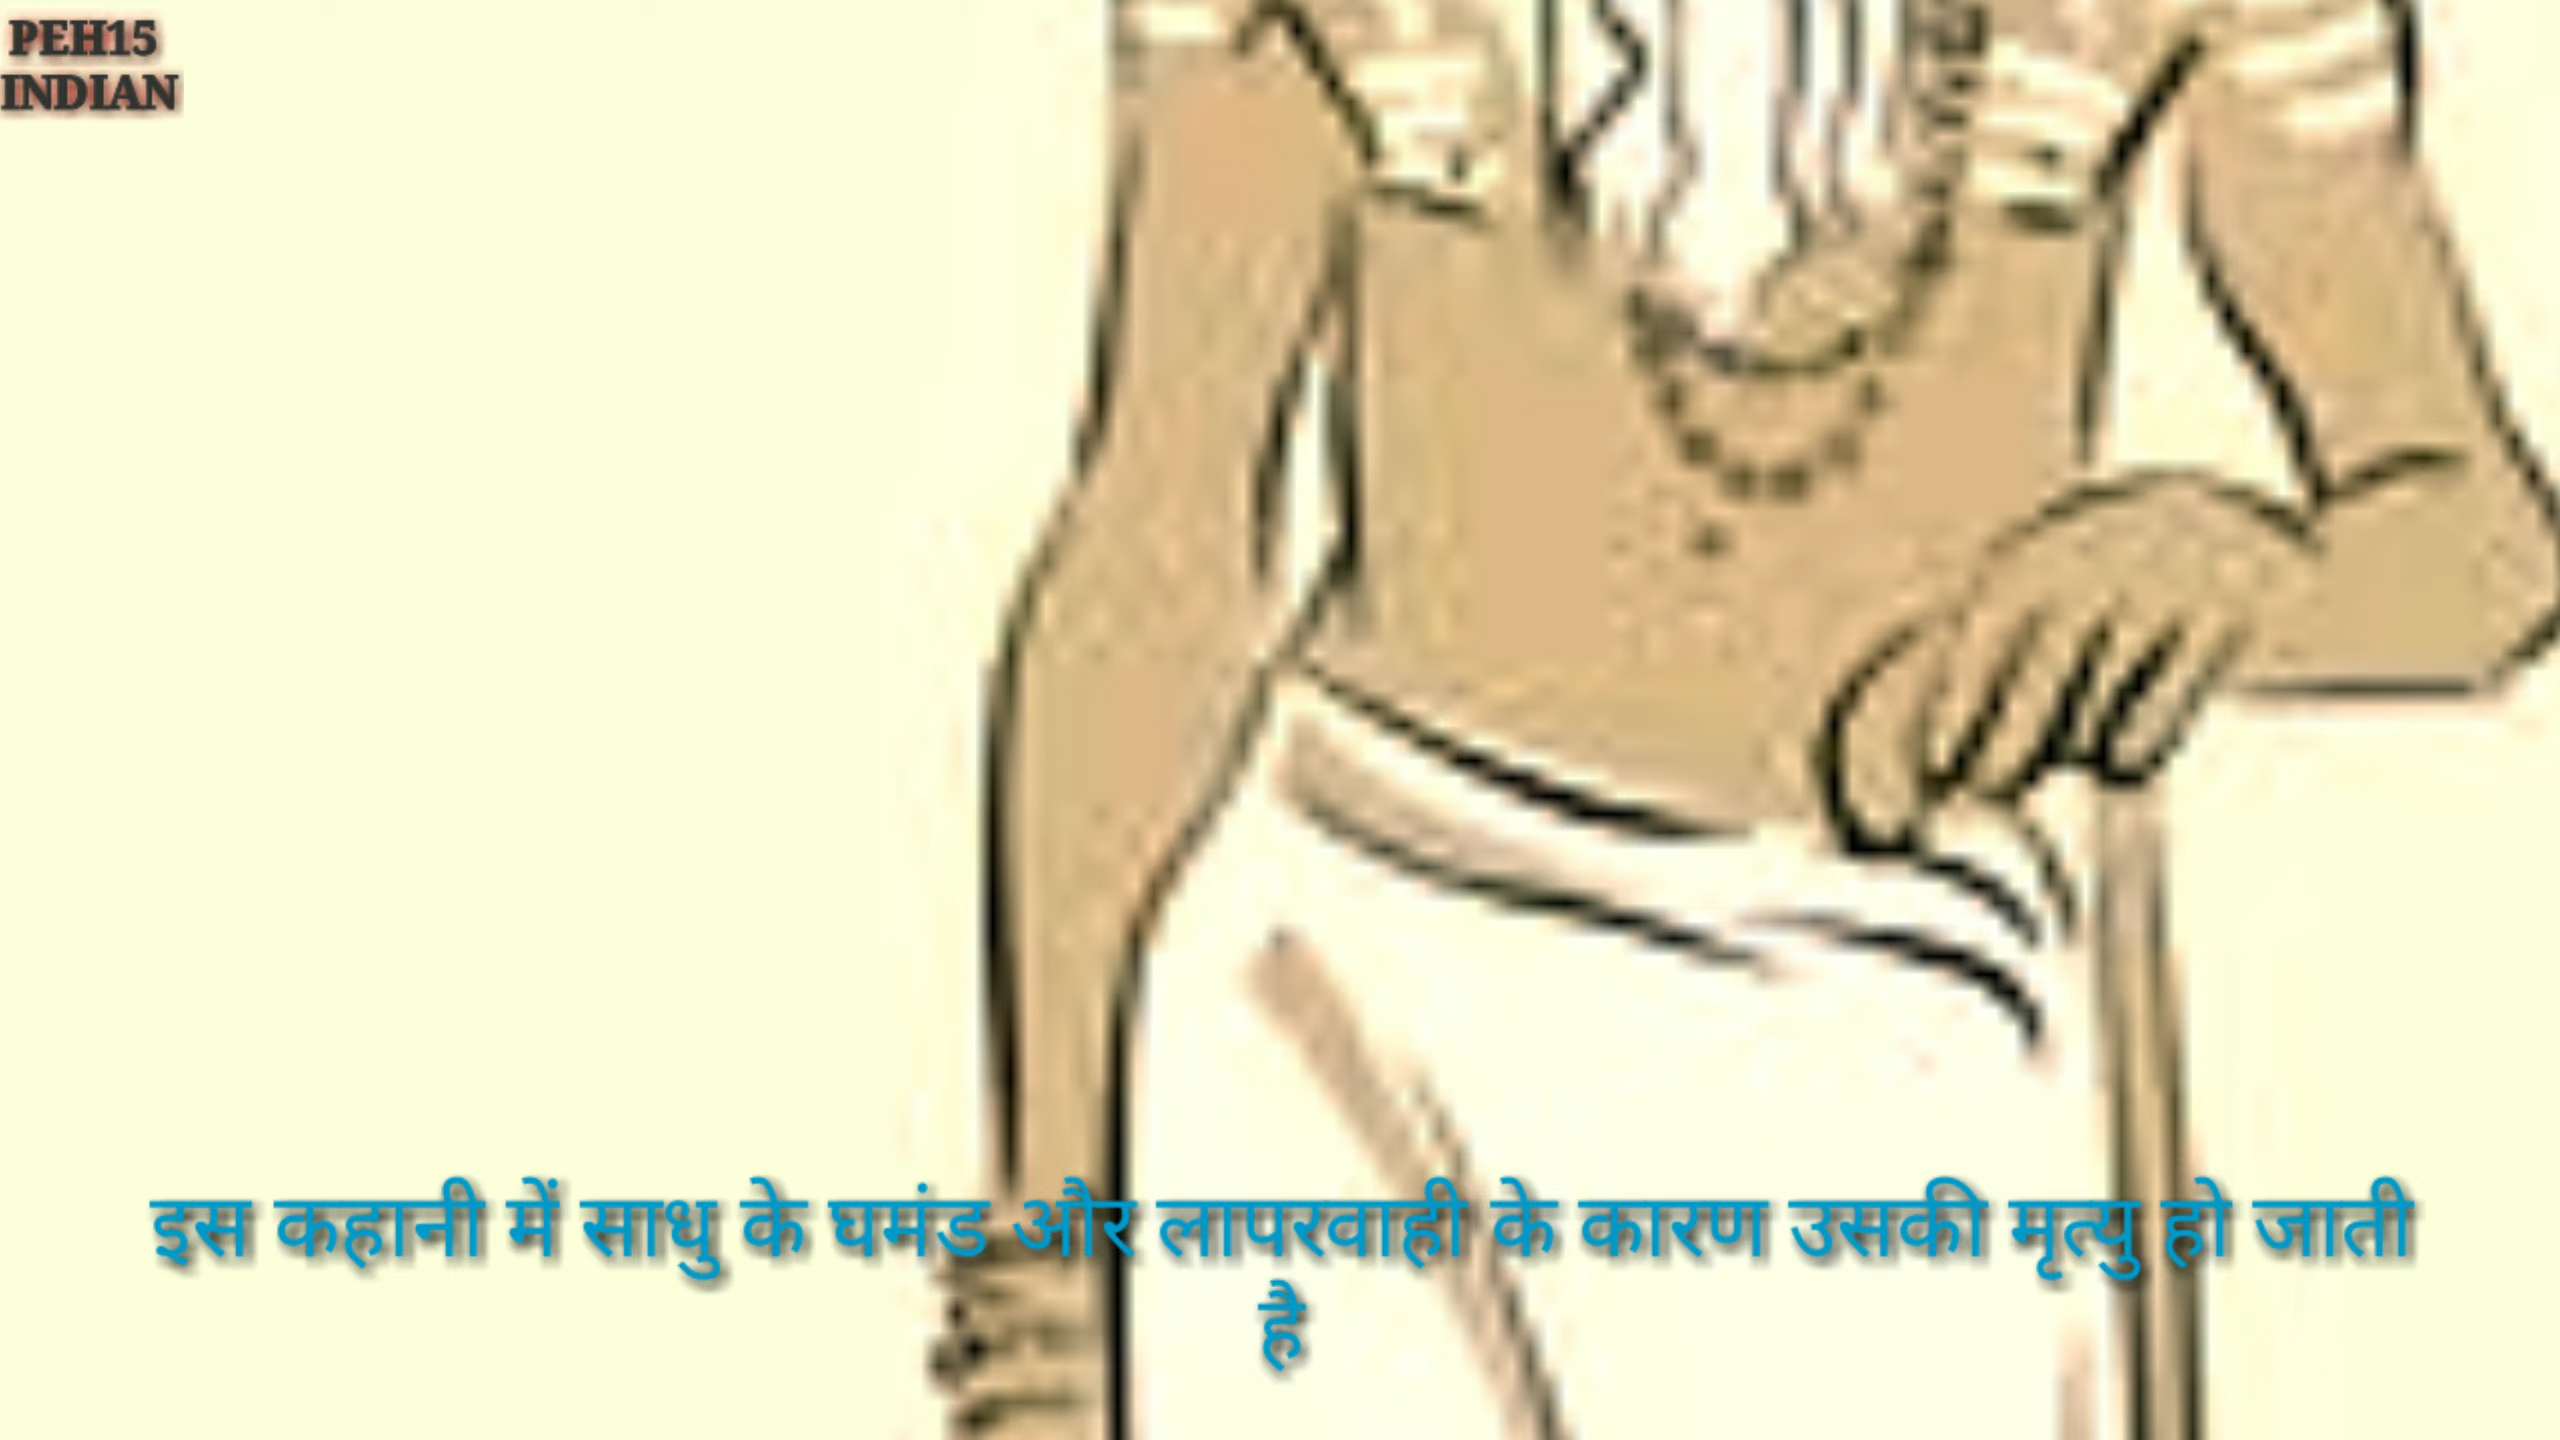 PEH15
INDIAN
इस कहानी में साधु के घमंड और लापरवाही के कारण उसकी मृत्यु हो जाती
है